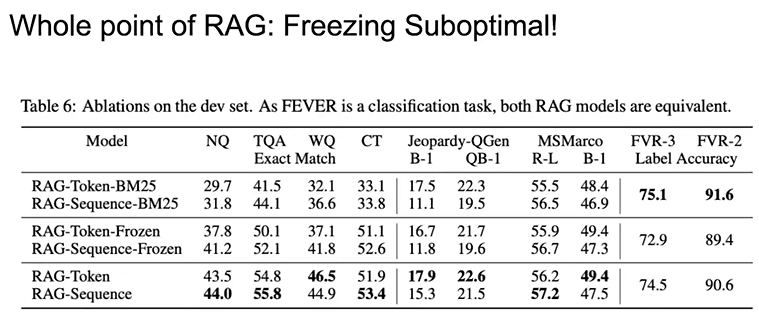 Whole point of RAG: Freezing Suboptimal!
Table 6: Ablations on the dev set. As FEVER is a classification task, both RAG models are equivalent.
Model NQ TQA WQ CT Jeopardy-QGen MSMarco FVR-3 FVR-2
Exact Match B-1 QB-1 R-L B-1 Label Accuracy
RAG-Token-BM25 29.7 41.5 32.1 33.1 17.5 22.3 55.5 48.4
75.1 91.6
RAG-Sequence-BM25 31.8 44.1 36.6 33.8 11.1 19.5 56.5 46.9
RAG-Token-Frozen 37.8 50.1 37.1 51.1 16.7 21.7 55.9 49.4
72.9 89.4
RAG-Sequence-Frozen 41.2 52.1 41.8 52.6 11.8 19.6 56.7 47.3
RAG-Token 43.5 54.8 46.5 51.9 17.9 22.6 56.2 49.4
74.5 90.6
RAG-Sequence 44.0 55.8 44.9 53.4 15.3 21.5 57.2 47.5